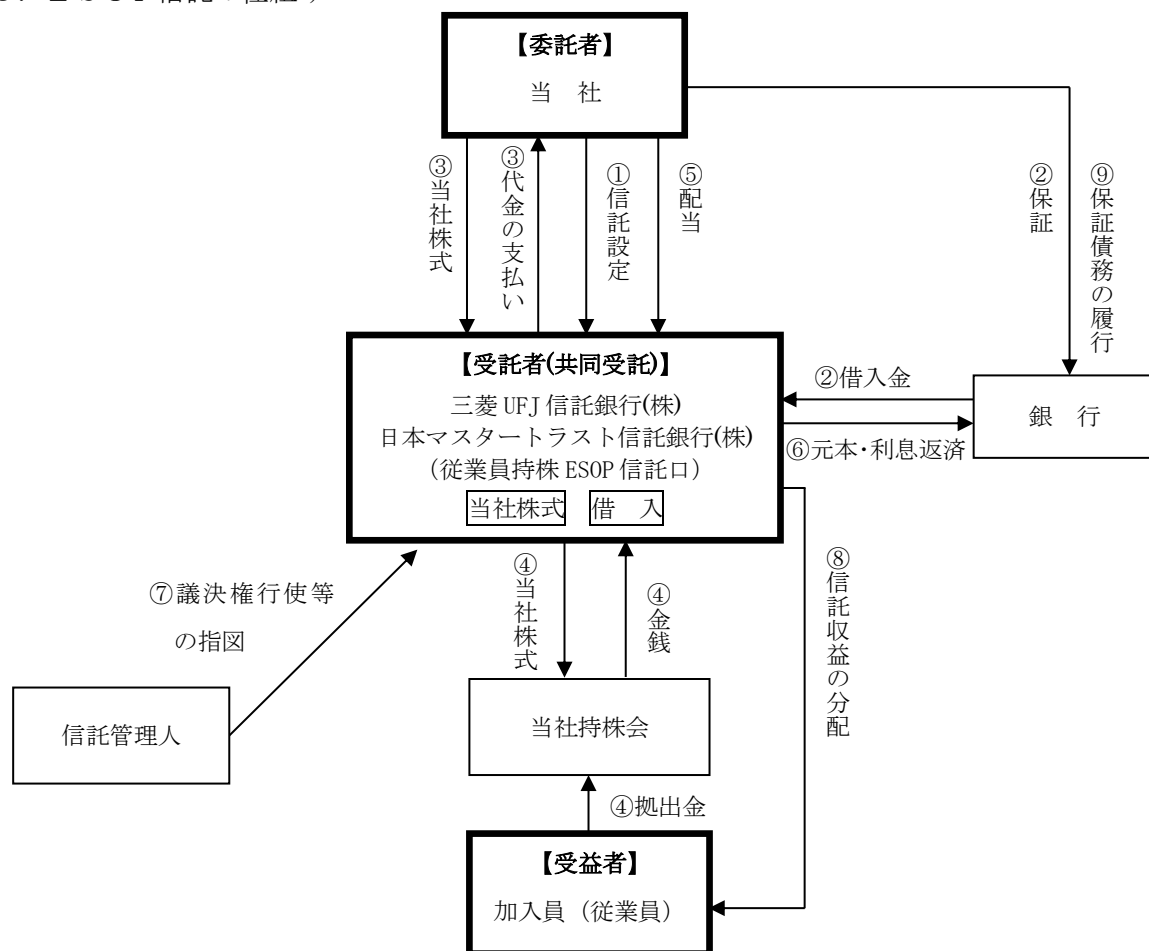 【委託者】
当 社
③当社株式
③代金の支払い
①信託設定
⑤配当
②保証
⑨保証債務の履行
【受託者(共同受託)】
三菱 UFJ 信託銀行(株)
日本マスタートラスト信託銀行(株)
（従業員持株 ESOP 信託口）
当社株式 借 入
②借入金
⑥元本・利息返済
銀 行
⑦議決権行使等
の指図
④当社株式
④金銭
⑧信託収益の分配
信託管理人
当社持株会
④拠出金
【受益者】
加入員（従業員）